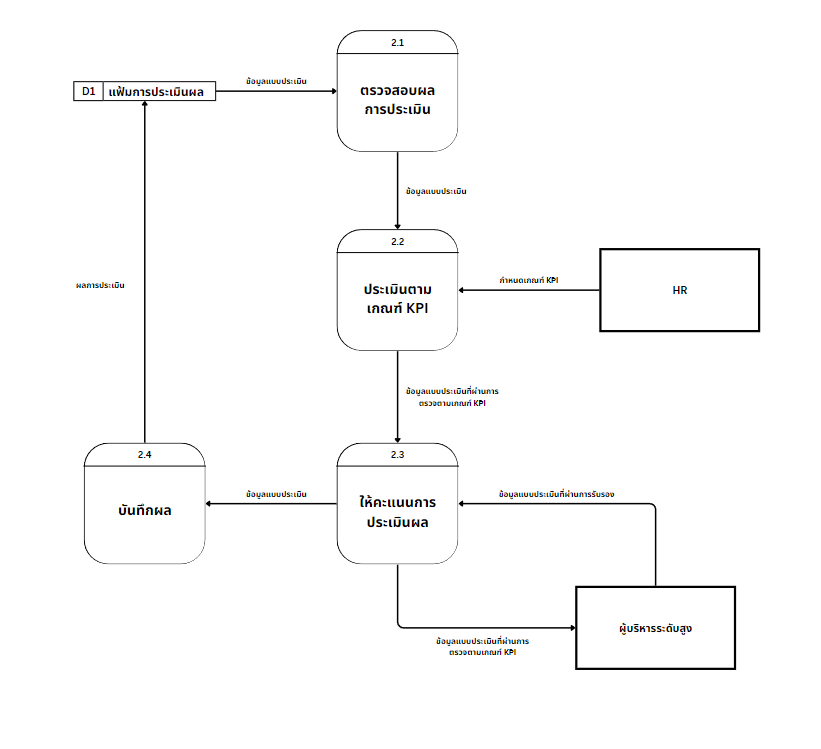 2.1
ตรวจสอบผล
การประเมิน
D1 แฟ้มการประเมินผล
ข้อมูลแบบประเมิน
ข้อมูลแบบประเมิน
2.2
ประเมินตาม
เกณฑ์ KPI
กำหนดเกณฑ์ KPI
HR
ผลการประเมิน
ข้อมูลแบบประเมินที่ผ่านการ
ตรวจตามเกณฑ์ KPI
2.4
บันทึกผล
ข้อมูลแบบประเมิน
2.3
ให้คะแนนการ
ประเมินผล
ข้อมูลแบบประเมินที่ผ่านการรับรอง
ผู้บริหารระดับสูง
ข้อมูลแบบประเมินที่ผ่านการ
ตรวจตามเกณฑ์ KPI